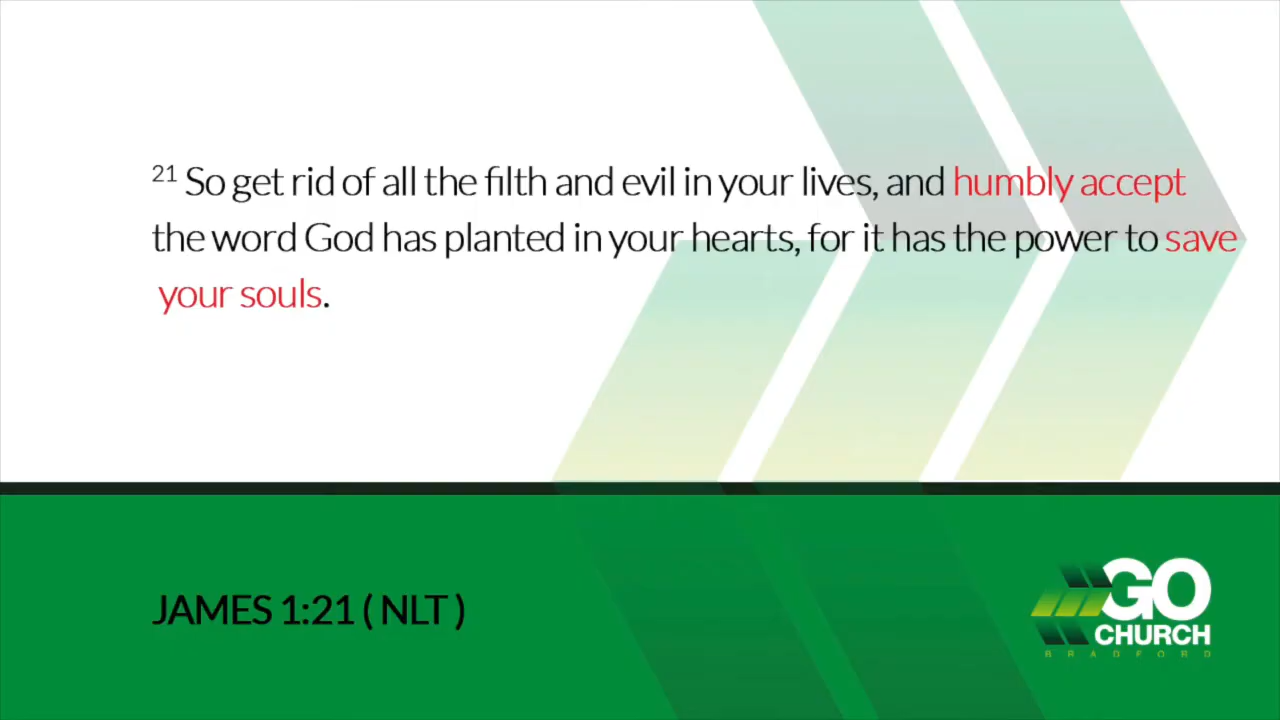 21 So get rid of all the filth and evil in your lives, and humbly accept
the word God has planted in your hearts, for it has the power to save
your souls.
JAMES 1:21 ( NLT )
GO
CHURCH
BRADFORD